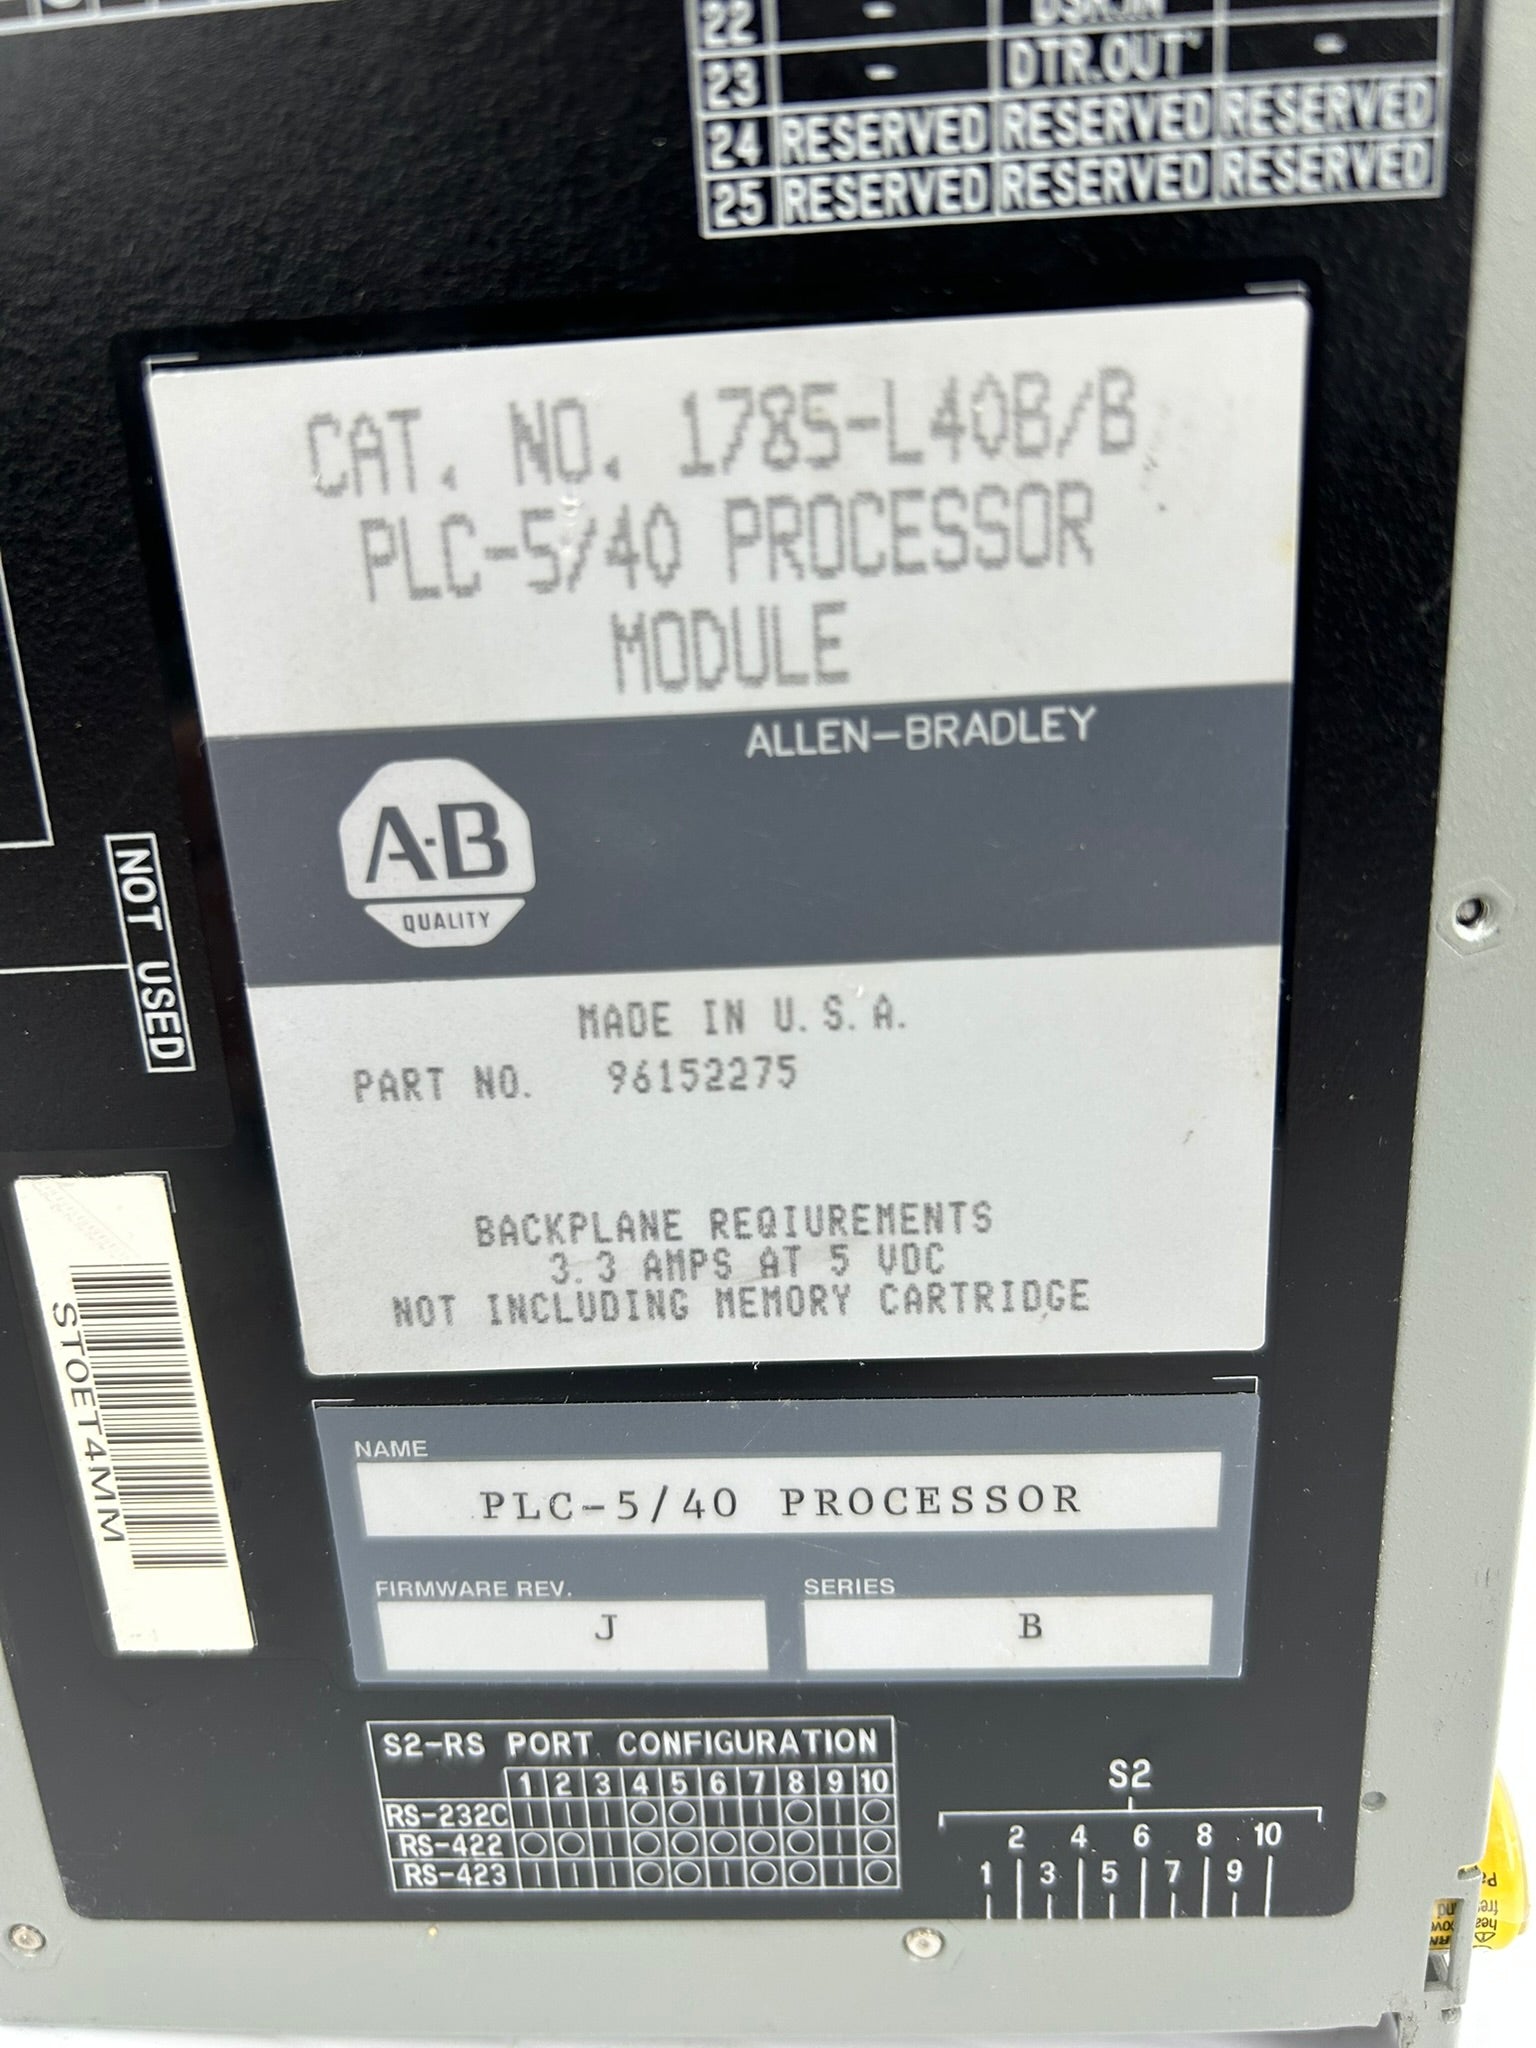 22 - DSR.IN
23 - DTR.OUT -
24 RESERVED RESERVED RESERVED
25 RESERVED RESERVED RESERVED
CAT. NO. 1785-L40B/B
PLC-5/40 PROCESSOR
MODULE
ALLEN-BRADLEY
A-B
QUALITY
NOT USED
MADE IN U.S.A.
PART NO. 96152275
BACKPLANE REQIUREMENTS
3.3 AMPS AT 5 VDC
NOT INCLUDING MEMORY CARTRIDGE
STOET4MM
NAME
PLC-5/40 PROCESSOR
FIRMWARE REV. SERIES
J B
S2-RS PORT CONFIGURATION
1 2 3 4 5 6 7 8 9 10
RS-232C | | | O O | | O | O
RS-422 O O | O O O O O | O
RS-423 | | | O O | O O | O
S2
2 4 6 8 10
1 3 5 7 9